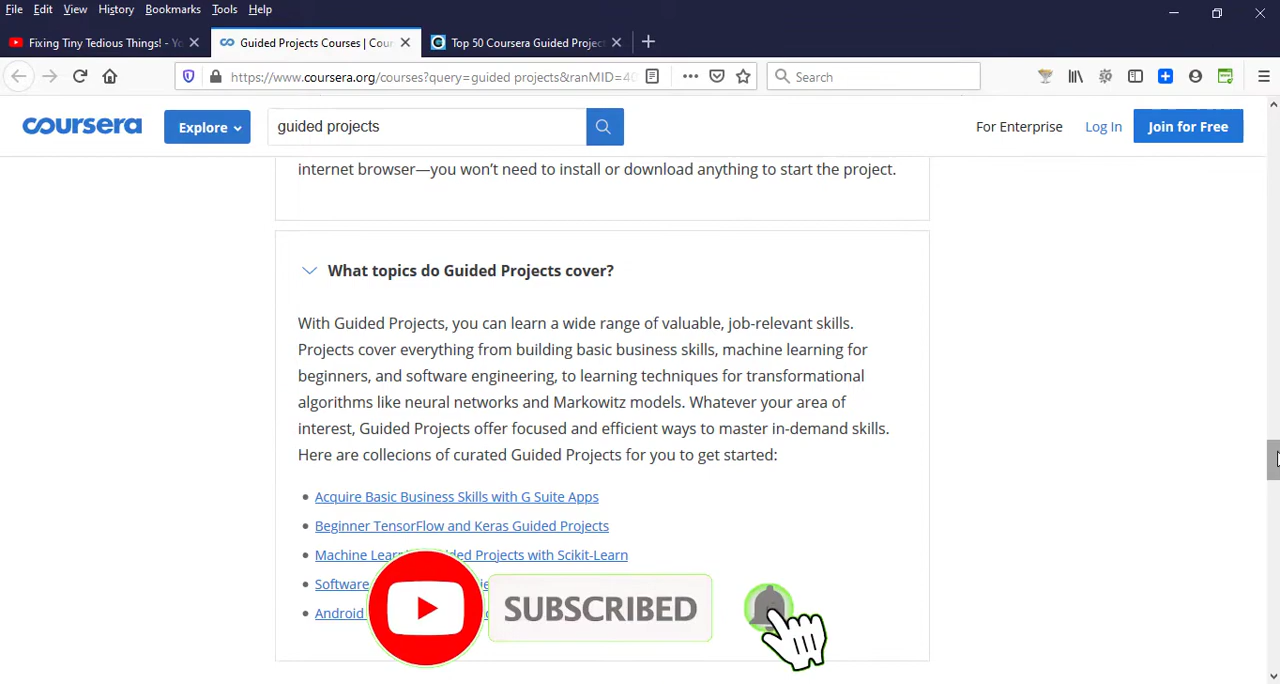 File Edit View History Bookmarks Tools Help
Fixing Tiny Tedious Things! - Yo
Guided Projects Courses | Cour
Top 50 Coursera Guided Projec
https://www.coursera.org/courses?query=guided projects&ranMID=40
Search
coursera
Explore
guided projects
For Enterprise
Log In
Join for Free
internet browser—you won't need to install or download anything to start the project.
What topics do Guided Projects cover?
With Guided Projects, you can learn a wide range of valuable, job-relevant skills.
Projects cover everything from building basic business skills, machine learning for
beginners, and software engineering, to learning techniques for transformational
algorithms like neural networks and Markowitz models. Whatever your area of
interest, Guided Projects offer focused and efficient ways to master in-demand skills.
Here are collecions of curated Guided Projects for you to get started:
Acquire Basic Business Skills with G Suite Apps
Beginner TensorFlow and Keras Guided Projects
Machine Projects with Scikit-Learn
Software
Android
SUBSCRIBED